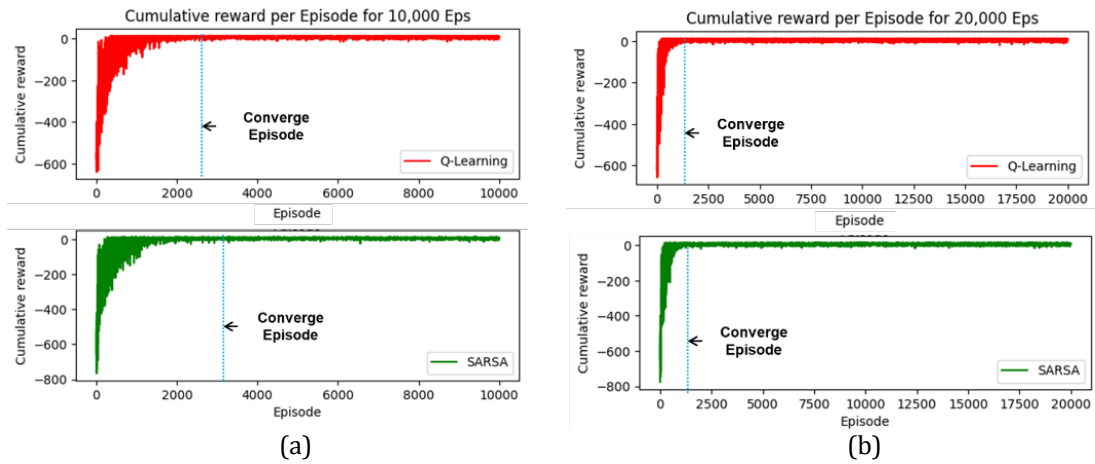 Cumulative reward per Episode for 10,000 Eps
Cumulative reward
0
−200
−400
−600
Converge
Episode
Q-Learning
0
2000
4000
6000
8000
10000
Episode
Cumulative reward
0
−200
−400
−600
−800
Converge
Episode
SARSA
0
2000
4000
6000
8000
10000
Episode
(a)
Cumulative reward per Episode for 20,000 Eps
Cumulative reward
0
−200
−400
−600
Converge
Episode
Q-Learning
0
2500
5000
7500
10000
12500
15000
17500
20000
Episode
Cumulative reward
0
−200
−400
−600
−800
Converge
Episode
SARSA
0
2500
5000
7500
10000
12500
15000
17500
20000
Episode
(b)